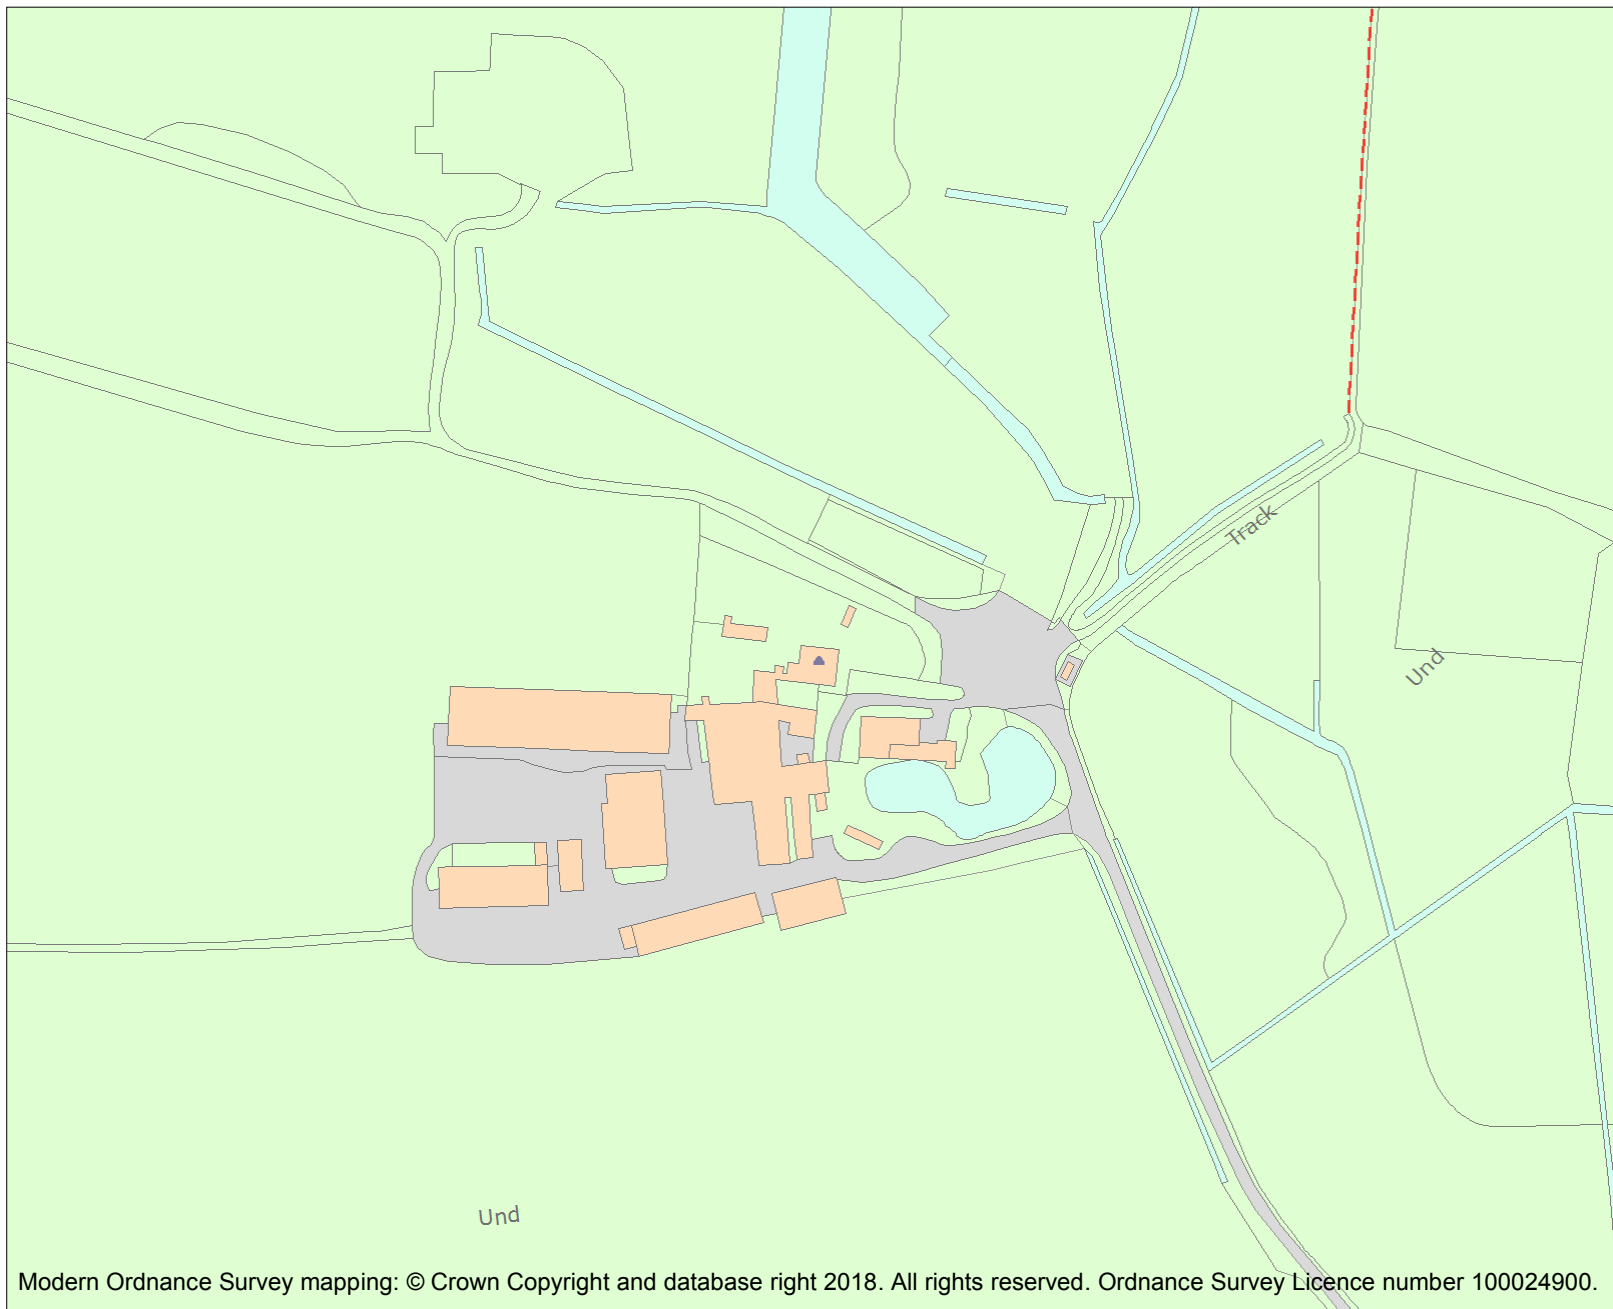 Track
Und
Und
Modern Ordnance Survey mapping: © Crown Copyright and database right 2018. All rights reserved. Ordnance Survey Licence number 100024900.